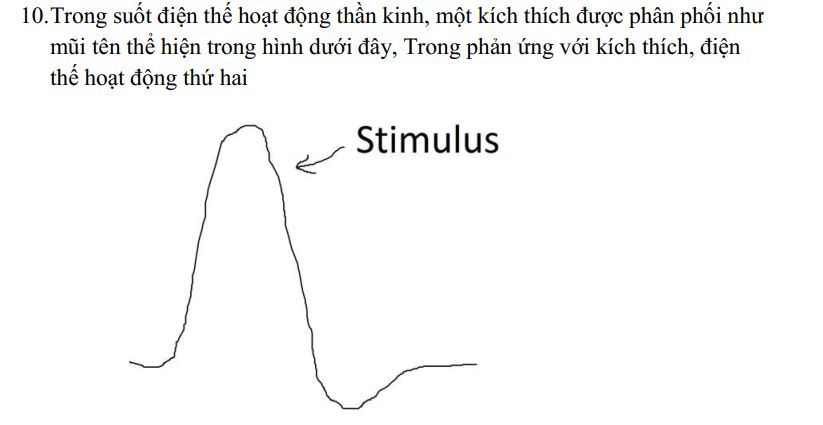 10.Trong suốt điện thế hoạt động thần kinh, một kích thích được phân phối như
mũi tên thể hiện trong hình dưới đây, Trong phản ứng với kích thích, điện
thế hoạt động thứ hai
Stimulus